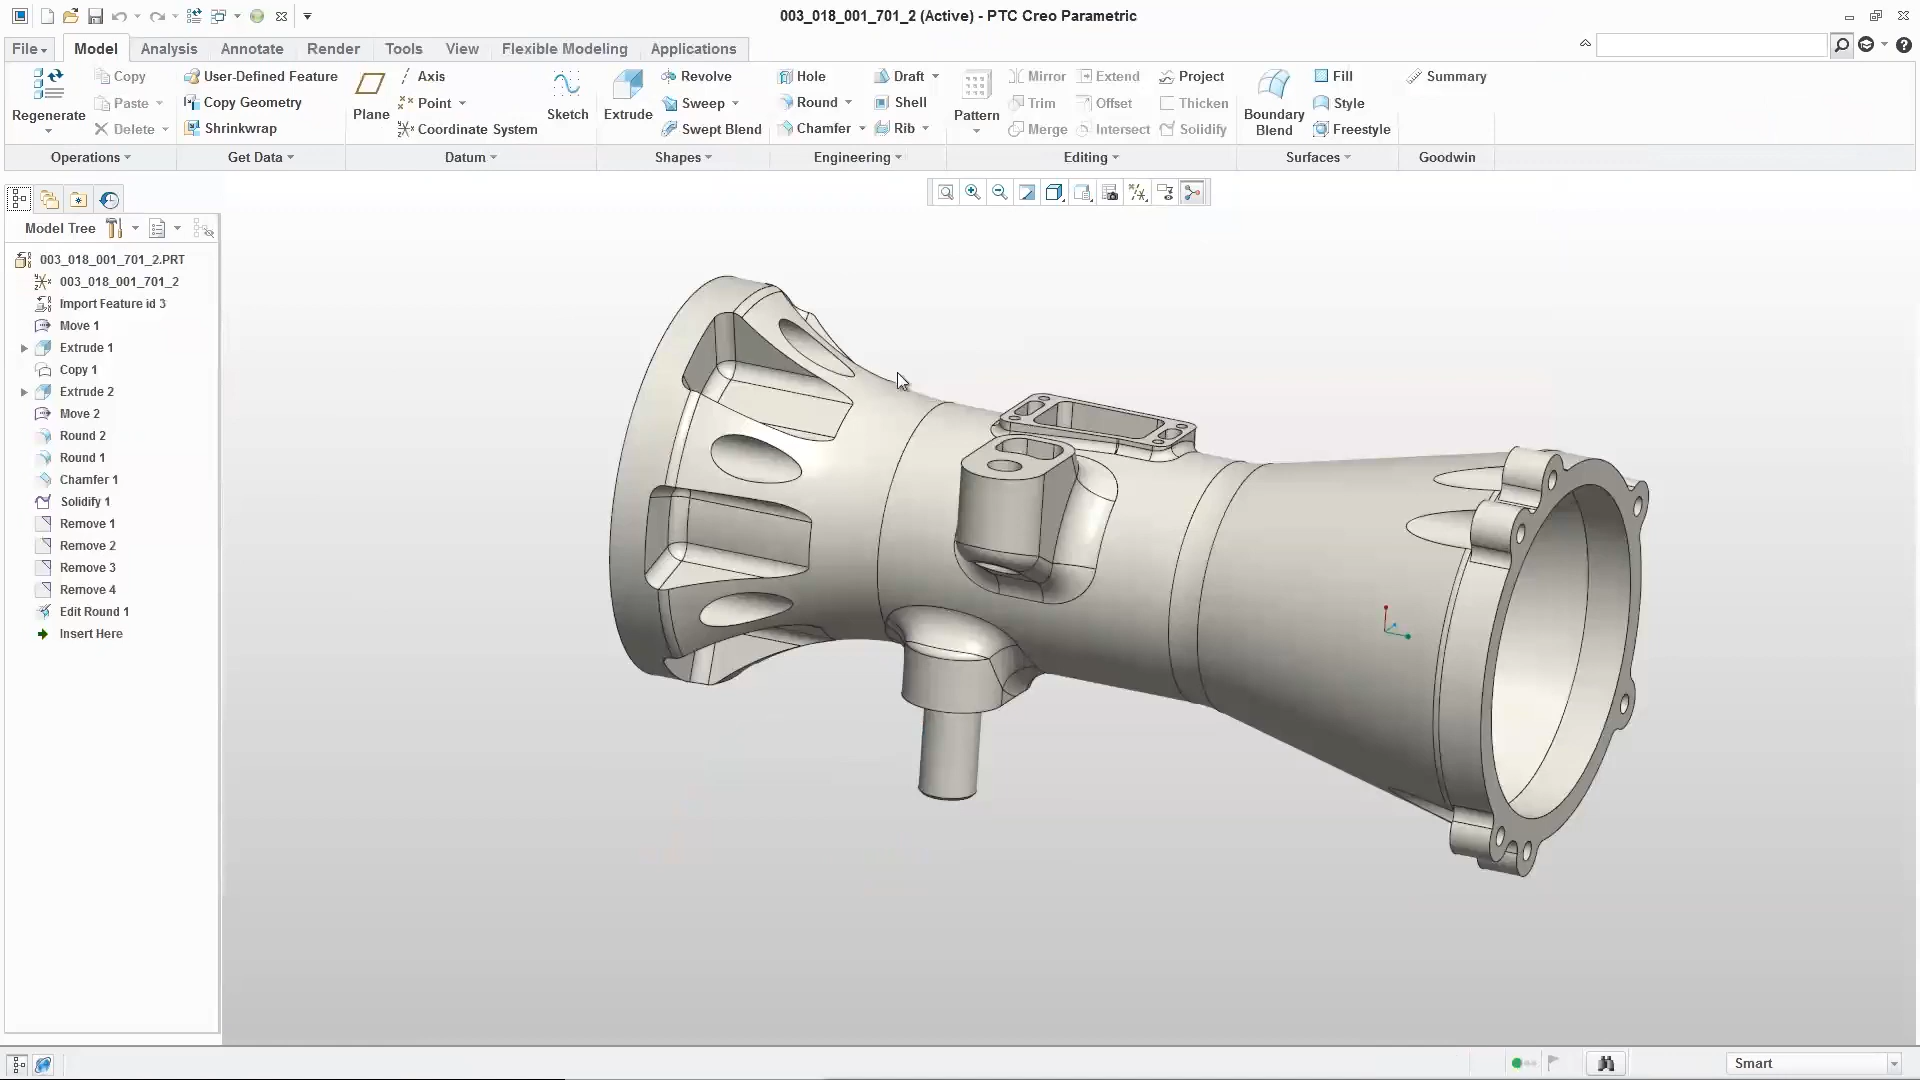 003_018_001_701_2 (Active) - PTC Creo Parametric
File Model Analysis Annotate Render Tools View Flexible Modeling Applications
Regenerate
Copy
Paste
Delete
Operations
User-Defined Feature
Copy Geometry
Shrinkwrap
Get Data
Plane
Axis
Point
Coordinate System
Sketch
Datum
Extrude
Revolve
Sweep
Swept Blend
Shapes
Hole
Round
Chamfer
Draft
Shell
Rib
Engineering
Pattern
Mirror
Trim
Merge
Extend
Offset
Intersect
Project
Thicken
Solidify
Editing
Boundary
Blend
Fill
Style
Freestyle
Surfaces
Summary
Goodwin
Model Tree
003_018_001_701_2.PRT
003_018_001_701_2
Import Feature id 3
Move 1
Extrude 1
Copy 1
Extrude 2
Move 2
Round 2
Round 1
Chamfer 1
Solidify 1
Remove 1
Remove 2
Remove 3
Remove 4
Edit Round 1
Insert Here
Smart